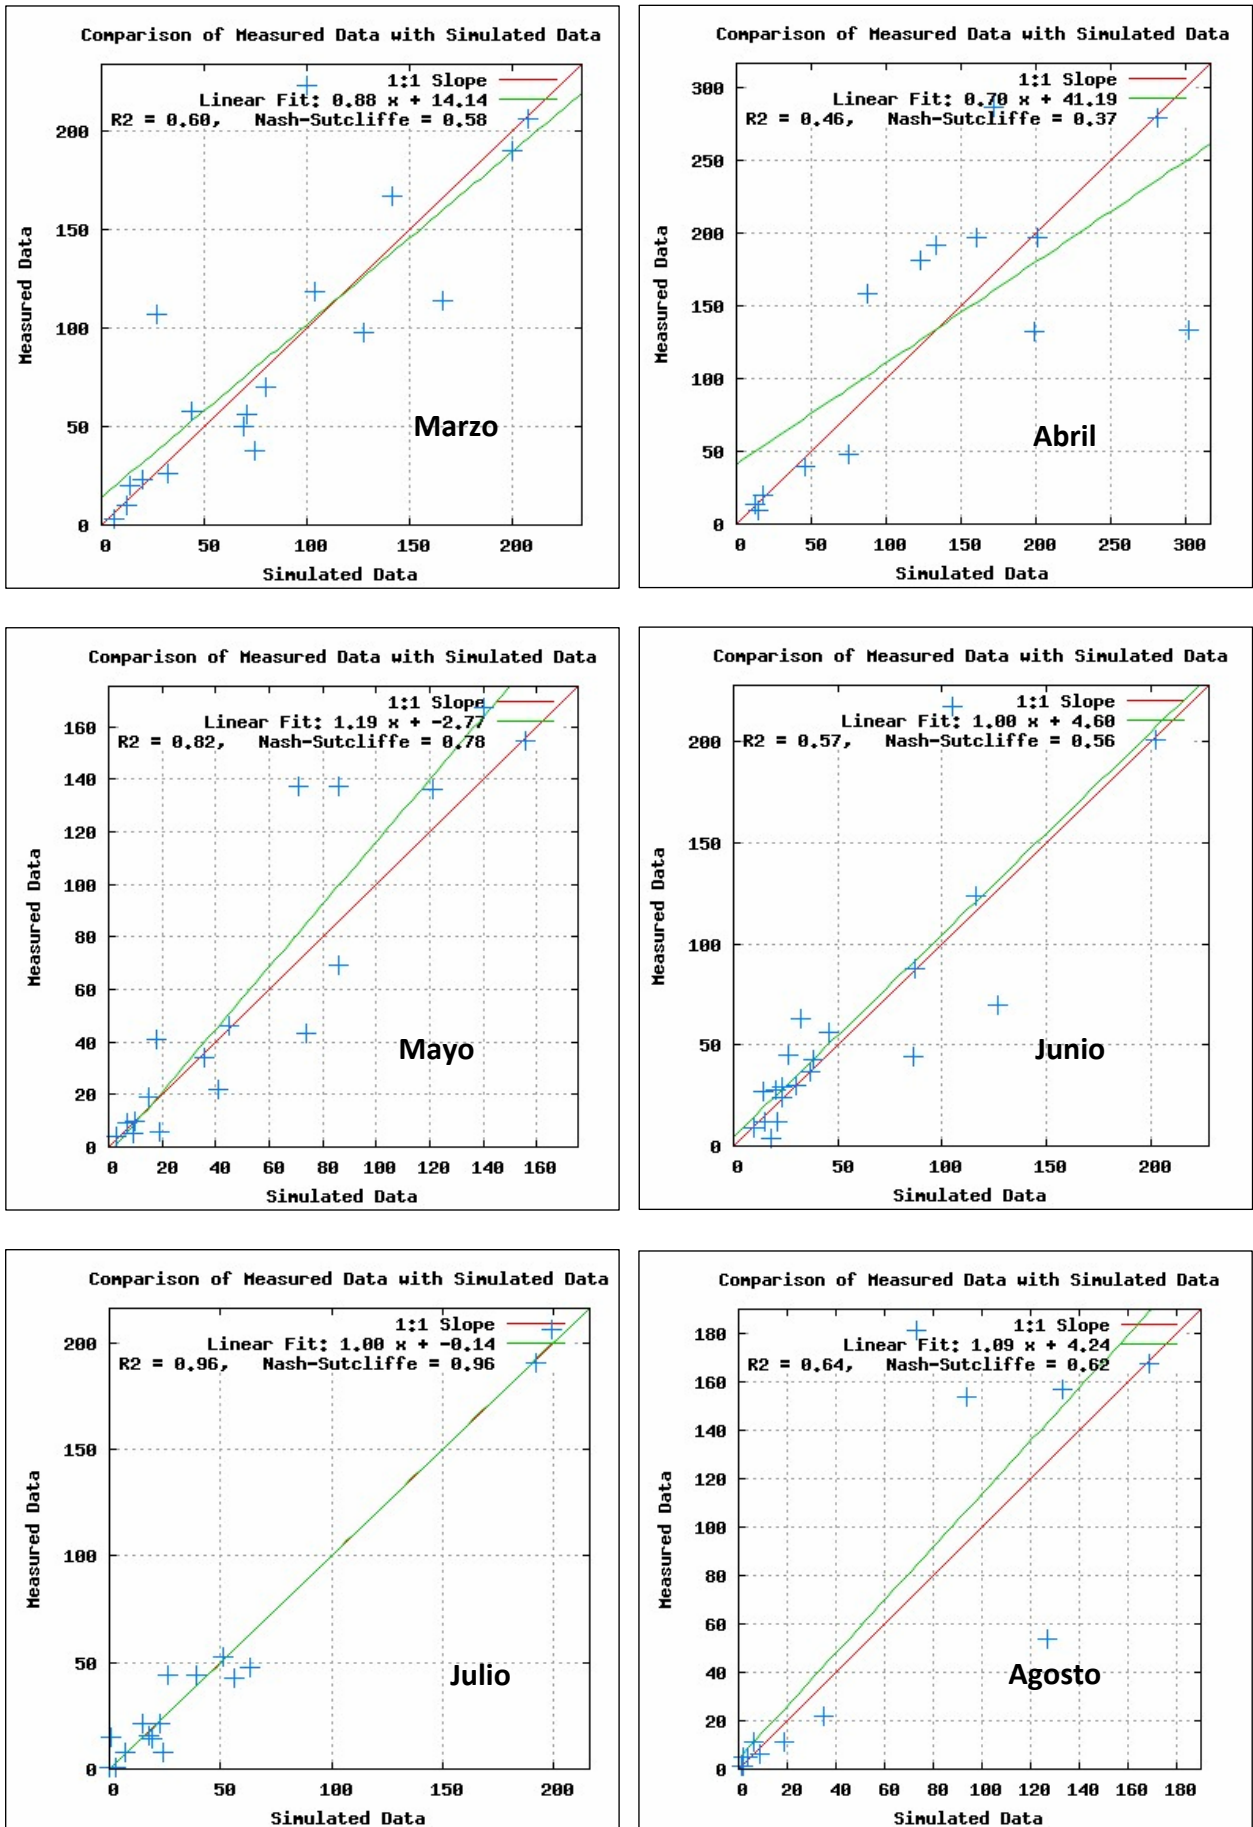 Comparison of Measured Data with Simulated Data
1:1 Slope
Linear Fit: 0.88 x + 14.14
R2 = 0.60, Nash-Sutcliffe = 0.58
200
150
100
50
0
Measured Data
Marzo
0 50 100 150 200
Simulated Data
Comparison of Measured Data with Simulated Data
1:1 Slope
Linear Fit: 0.70 x + 41.19
R2 = 0.46, Nash-Sutcliffe = 0.37
300
250
200
150
100
50
0
Measured Data
Abril
0 50 100 150 200 250 300
Simulated Data
Comparison of Measured Data with Simulated Data
1:1 Slope
Linear Fit: 1.19 x + -2.77
R2 = 0.82, Nash-Sutcliffe = 0.78
160
140
120
100
80
60
40
20
0
Measured Data
Mayo
0 20 40 60 80 100 120 140 160
Simulated Data
Comparison of Measured Data with Simulated Data
1:1 Slope
Linear Fit: 1.00 x + 4.60
R2 = 0.57, Nash-Sutcliffe = 0.56
200
150
100
50
0
Measured Data
Junio
0 50 100 150 200
Simulated Data
Comparison of Measured Data with Simulated Data
1:1 Slope
Linear Fit: 1.00 x + -0.14
R2 = 0.96, Nash-Sutcliffe = 0.96
200
150
100
50
0
Measured Data
Julio
0 50 100 150 200
Simulated Data
Comparison of Measured Data with Simulated Data
1:1 Slope
Linear Fit: 1.09 x + 4.24
R2 = 0.64, Nash-Sutcliffe = 0.62
180
160
140
120
100
80
60
40
20
0
Measured Data
Agosto
0 20 40 60 80 100 120 140 160 180
Simulated Data